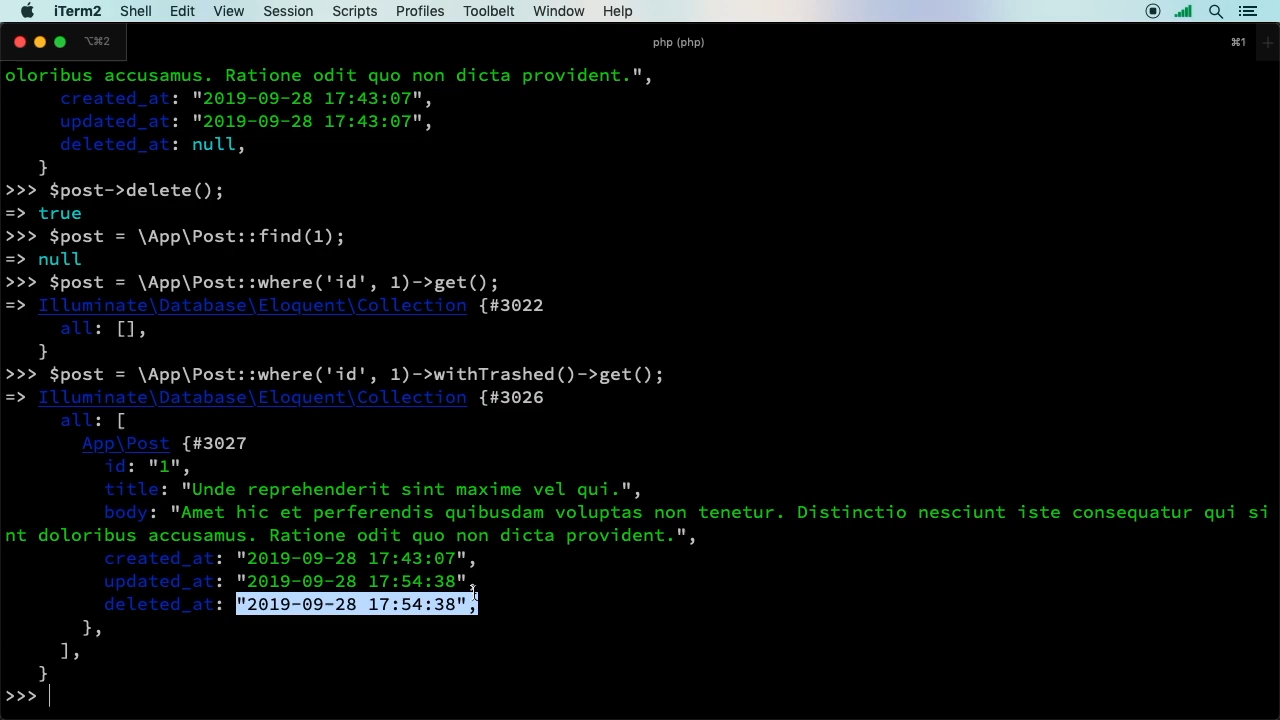 iTerm2 Shell Edit View Session Scripts Profiles Toolbelt Window Help
⌥⌘2 php (php) ⌘1 +
oloribus accusamus. Ratione odit quo non dicta provident.",
     created_at: "2019-09-28 17:43:07",
     updated_at: "2019-09-28 17:43:07",
     deleted_at: null,
   }
>>> $post->delete();
=> true
>>> $post = \App\Post::find(1);
=> null
>>> $post = \App\Post::where('id', 1)->get();
=> Illuminate\Database\Eloquent\Collection {#3022
     all: [],
   }
>>> $post = \App\Post::where('id', 1)->withTrashed()->get();
=> Illuminate\Database\Eloquent\Collection {#3026
     all: [
       App\Post {#3027
         id: "1",
         title: "Unde reprehenderit sint maxime vel qui.",
         body: "Amet hic et perferendis quibusdam voluptas non tenetur. Distinctio nesciunt iste consequatur qui si
nt doloribus accusamus. Ratione odit quo non dicta provident.",
         created_at: "2019-09-28 17:43:07",
         updated_at: "2019-09-28 17:54:38",
         deleted_at: "2019-09-28 17:54:38",
       },
     ],
   }
>>>